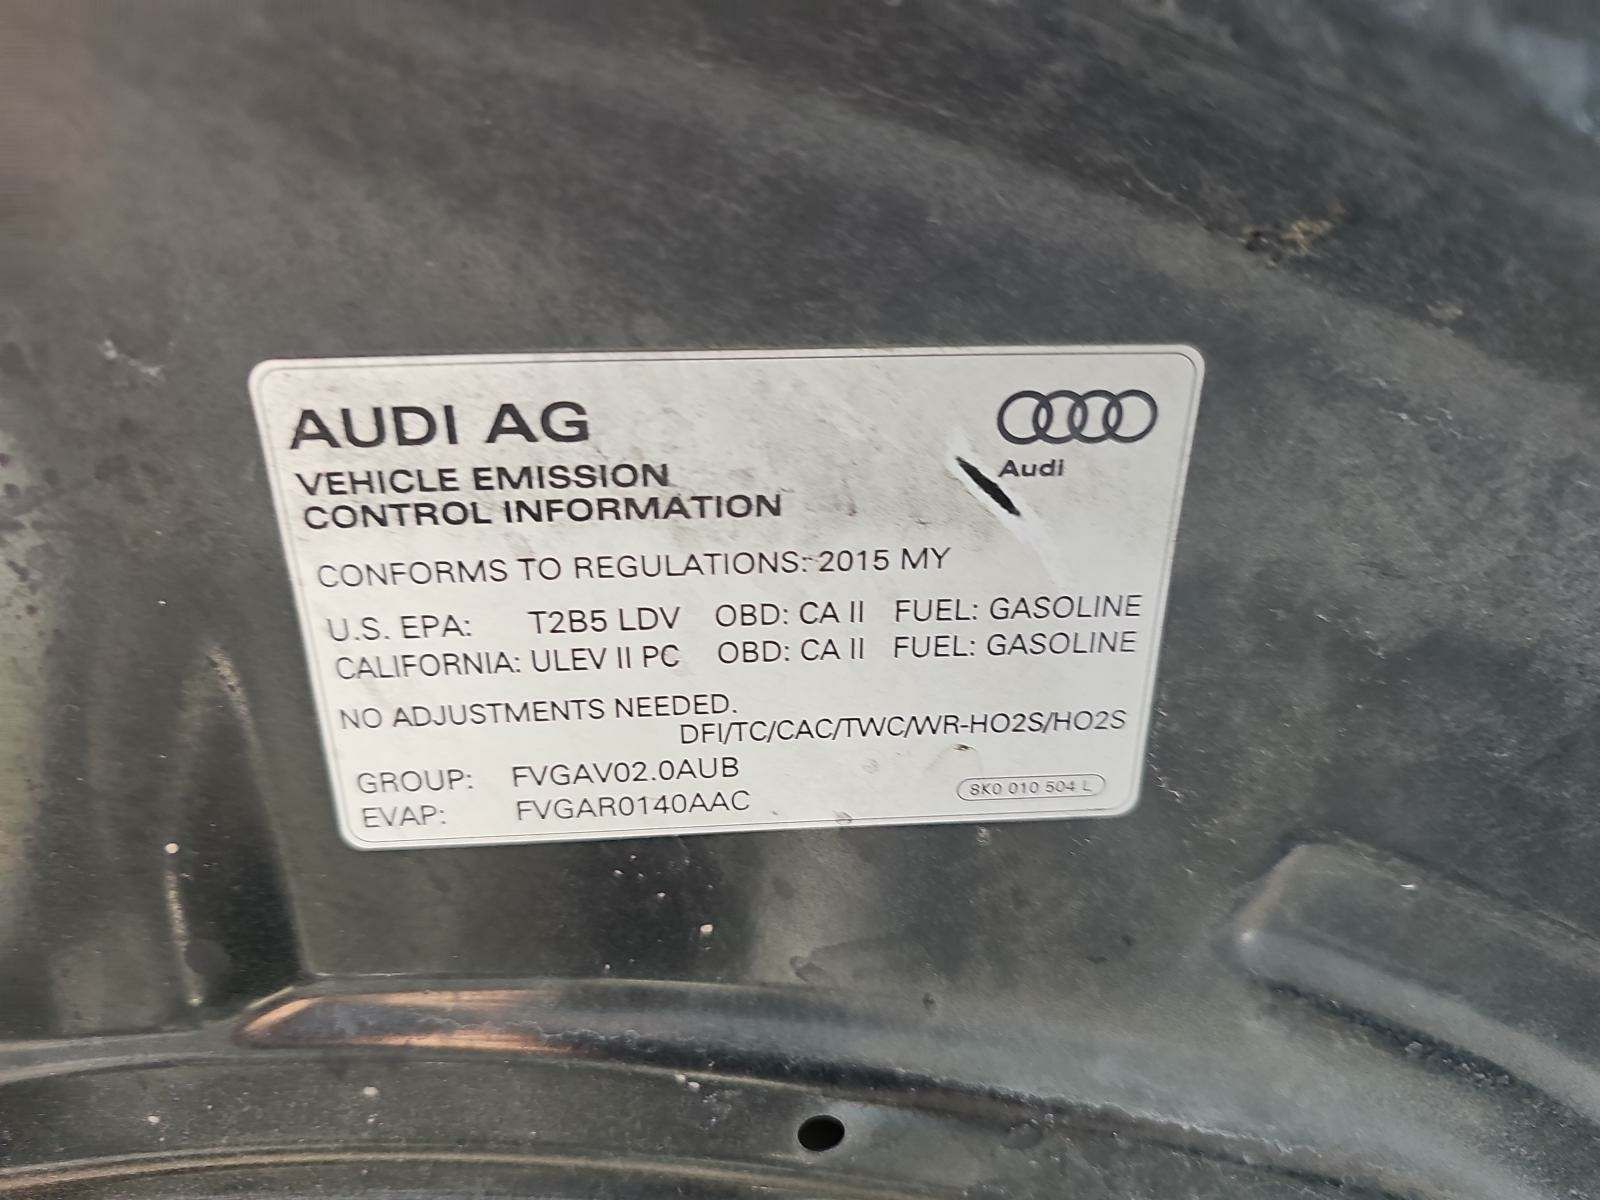 AUDI AG
Audi
VEHICLE EMISSION
CONTROL INFORMATION
CONFORMS TO REGULATIONS: 2015 MY
U.S. EPA: T2B5 LDV OBD: CA II FUEL: GASOLINE
CALIFORNIA: ULEV II PC OBD: CA II FUEL: GASOLINE
NO ADJUSTMENTS NEEDED.
DFI/TC/CAC/TWC/WR-HO2S/HO2S
GROUP: FVGAV02.0AUB
EVAP: FVGAR0140AAC
8K0 010 504 L